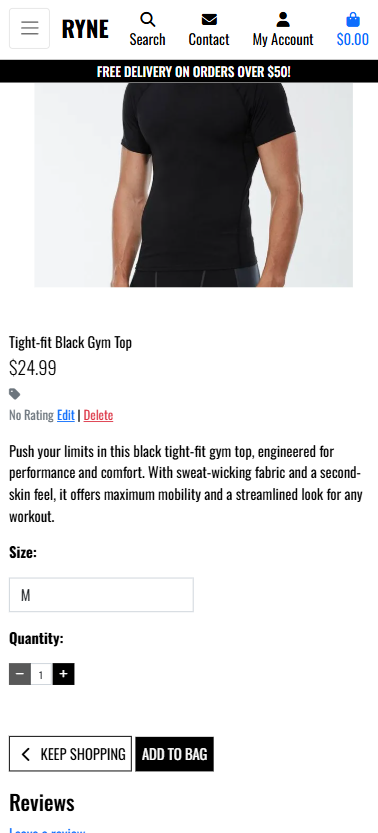 RYNE
Search
Contact
My Account
$0.00
FREE DELIVERY ON ORDERS OVER $50!
Tight-fit Black Gym Top
$24.99
No Rating Edit | Delete
Push your limits in this black tight-fit gym top, engineered for
performance and comfort. With sweat-wicking fabric and a second-
skin feel, it offers maximum mobility and a streamlined look for any
workout.
Size:
M
Quantity:
− 1 +
KEEP SHOPPING
ADD TO BAG
Reviews
Leave a review